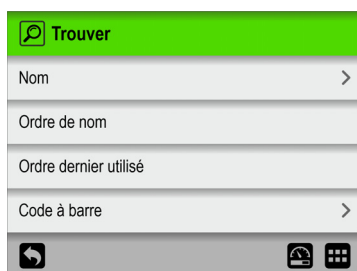 Trouver
Nom
Ordre de nom
Ordre dernier utilisé
Code à barre